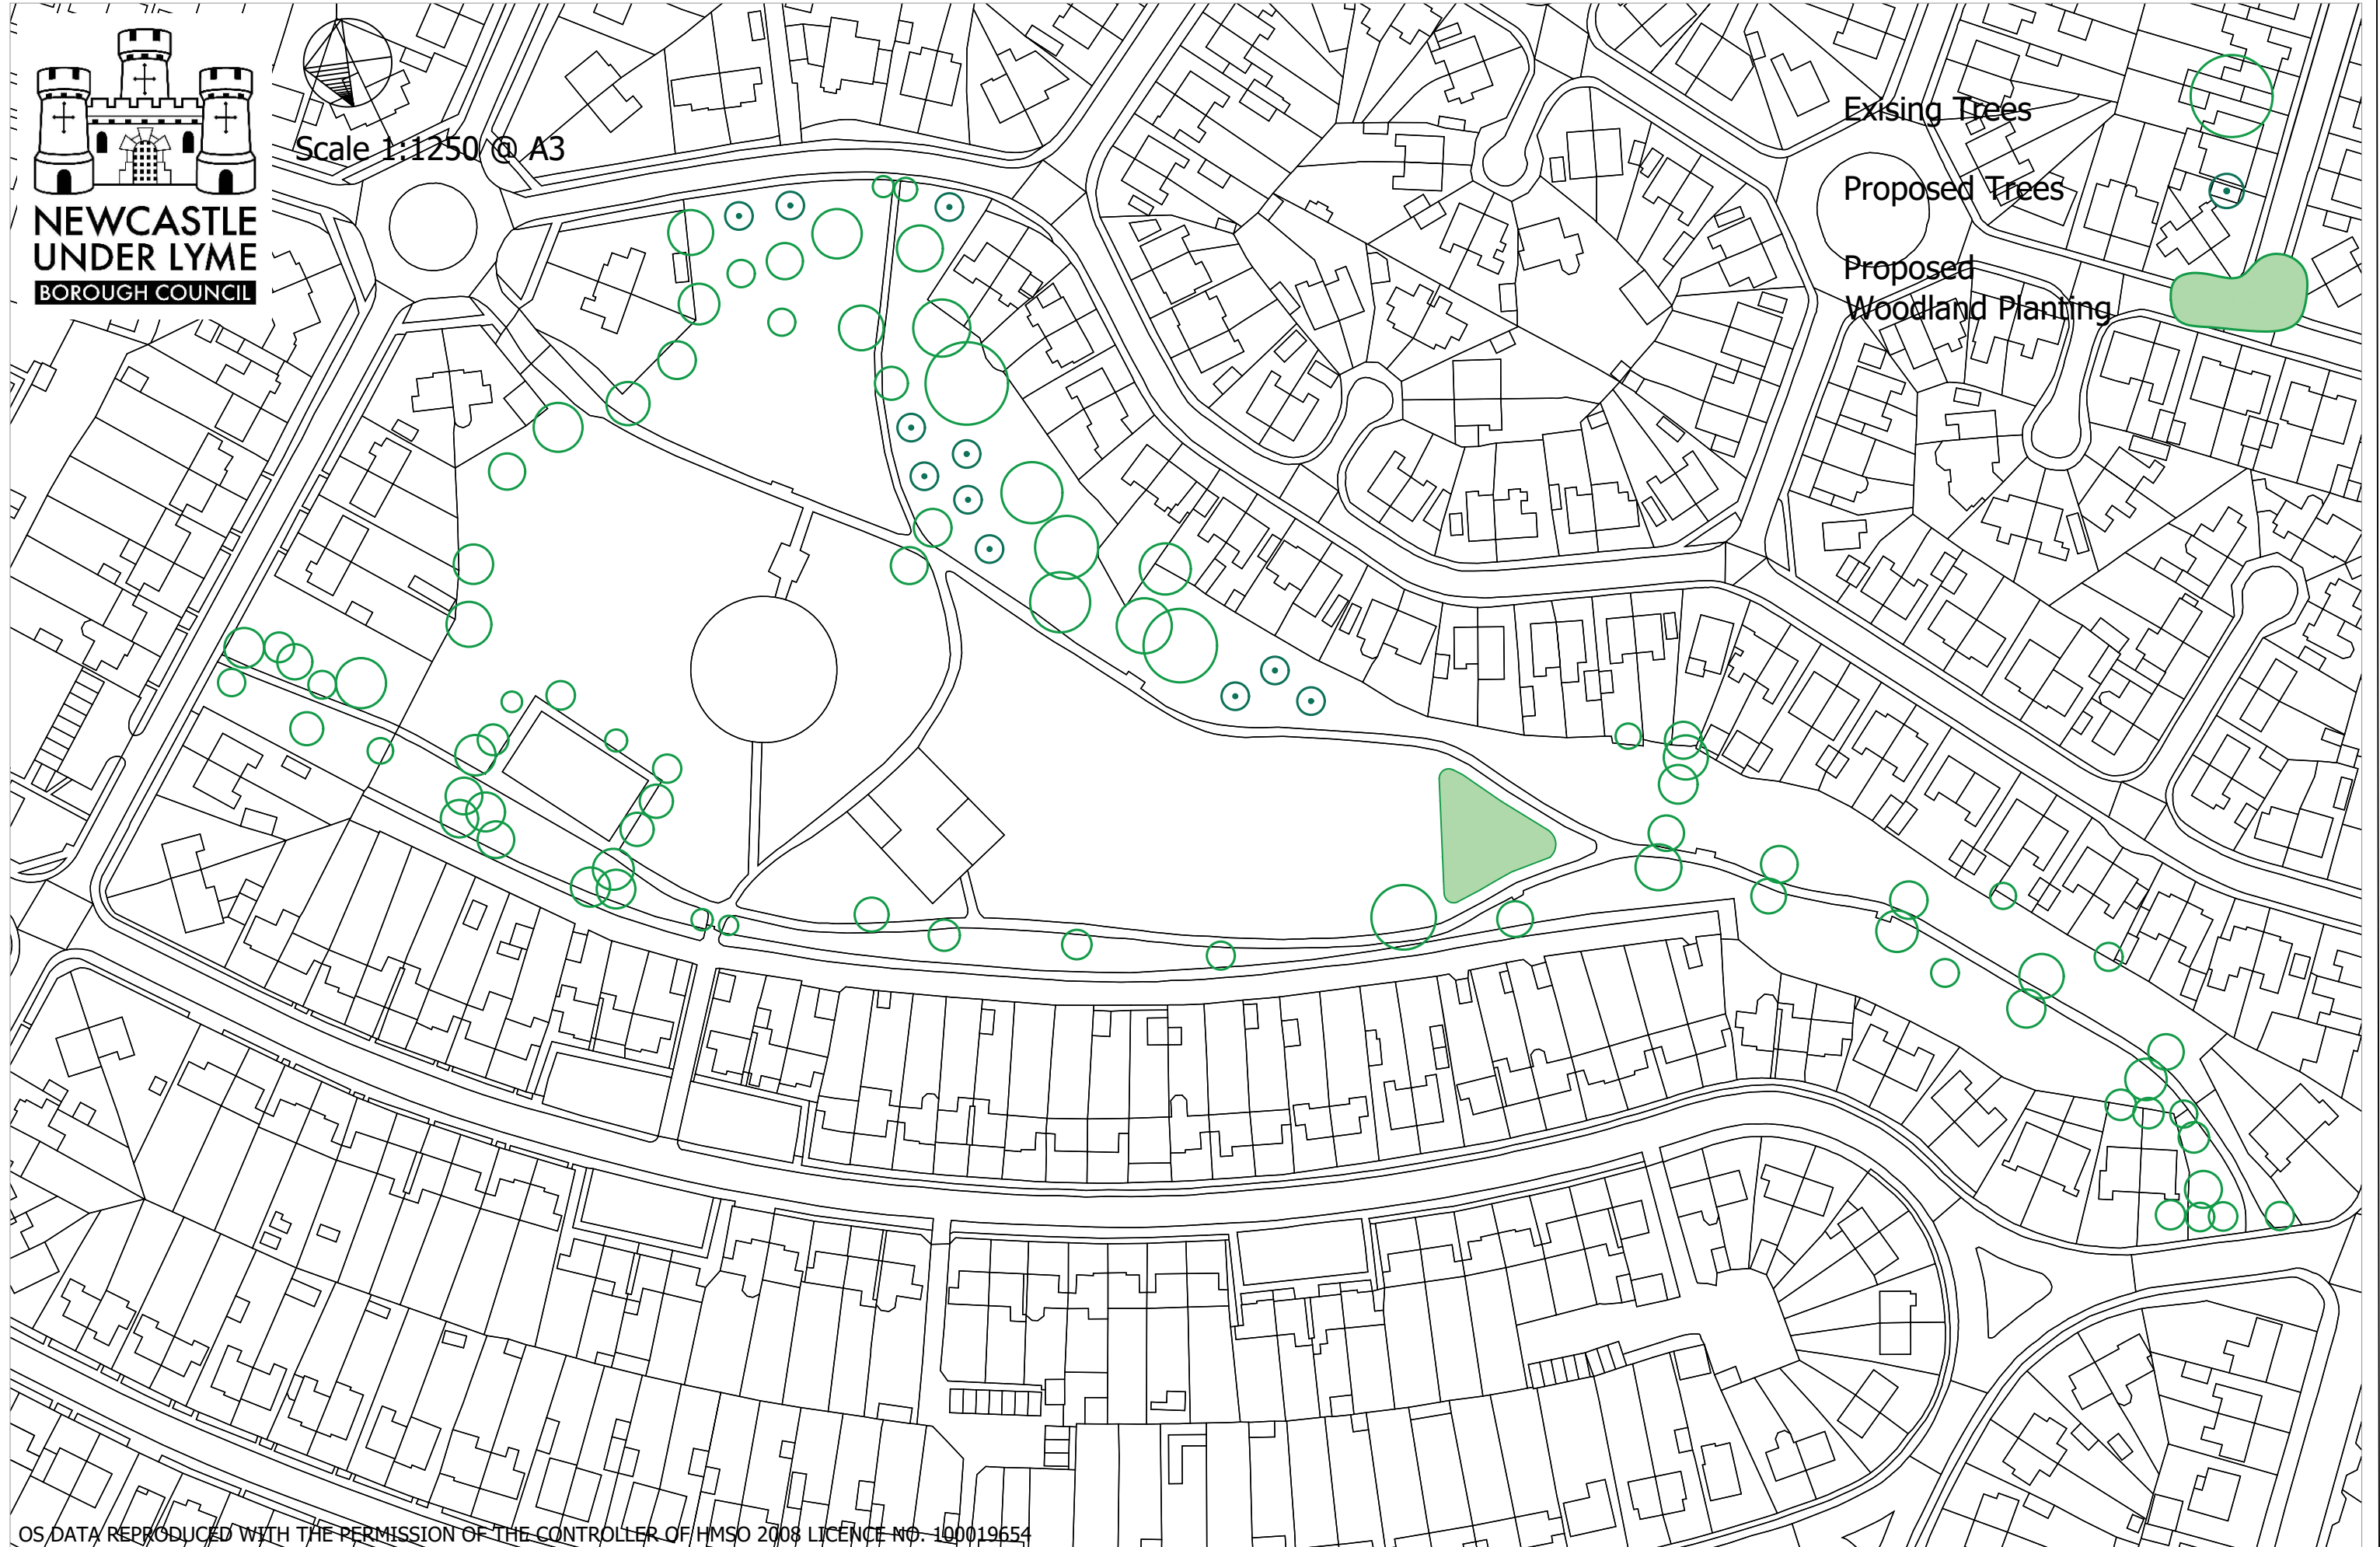 NEWCASTLE
UNDER LYME
BOROUGH COUNCIL
Scale 1:1250 @ A3
Exising Trees
Proposed Trees
Proposed
Woodland Planting
OS DATA REPRODUCED WITH THE PERMISSION OF THE CONTROLLER OF HMSO 2008 LICENCE NO. 100019654